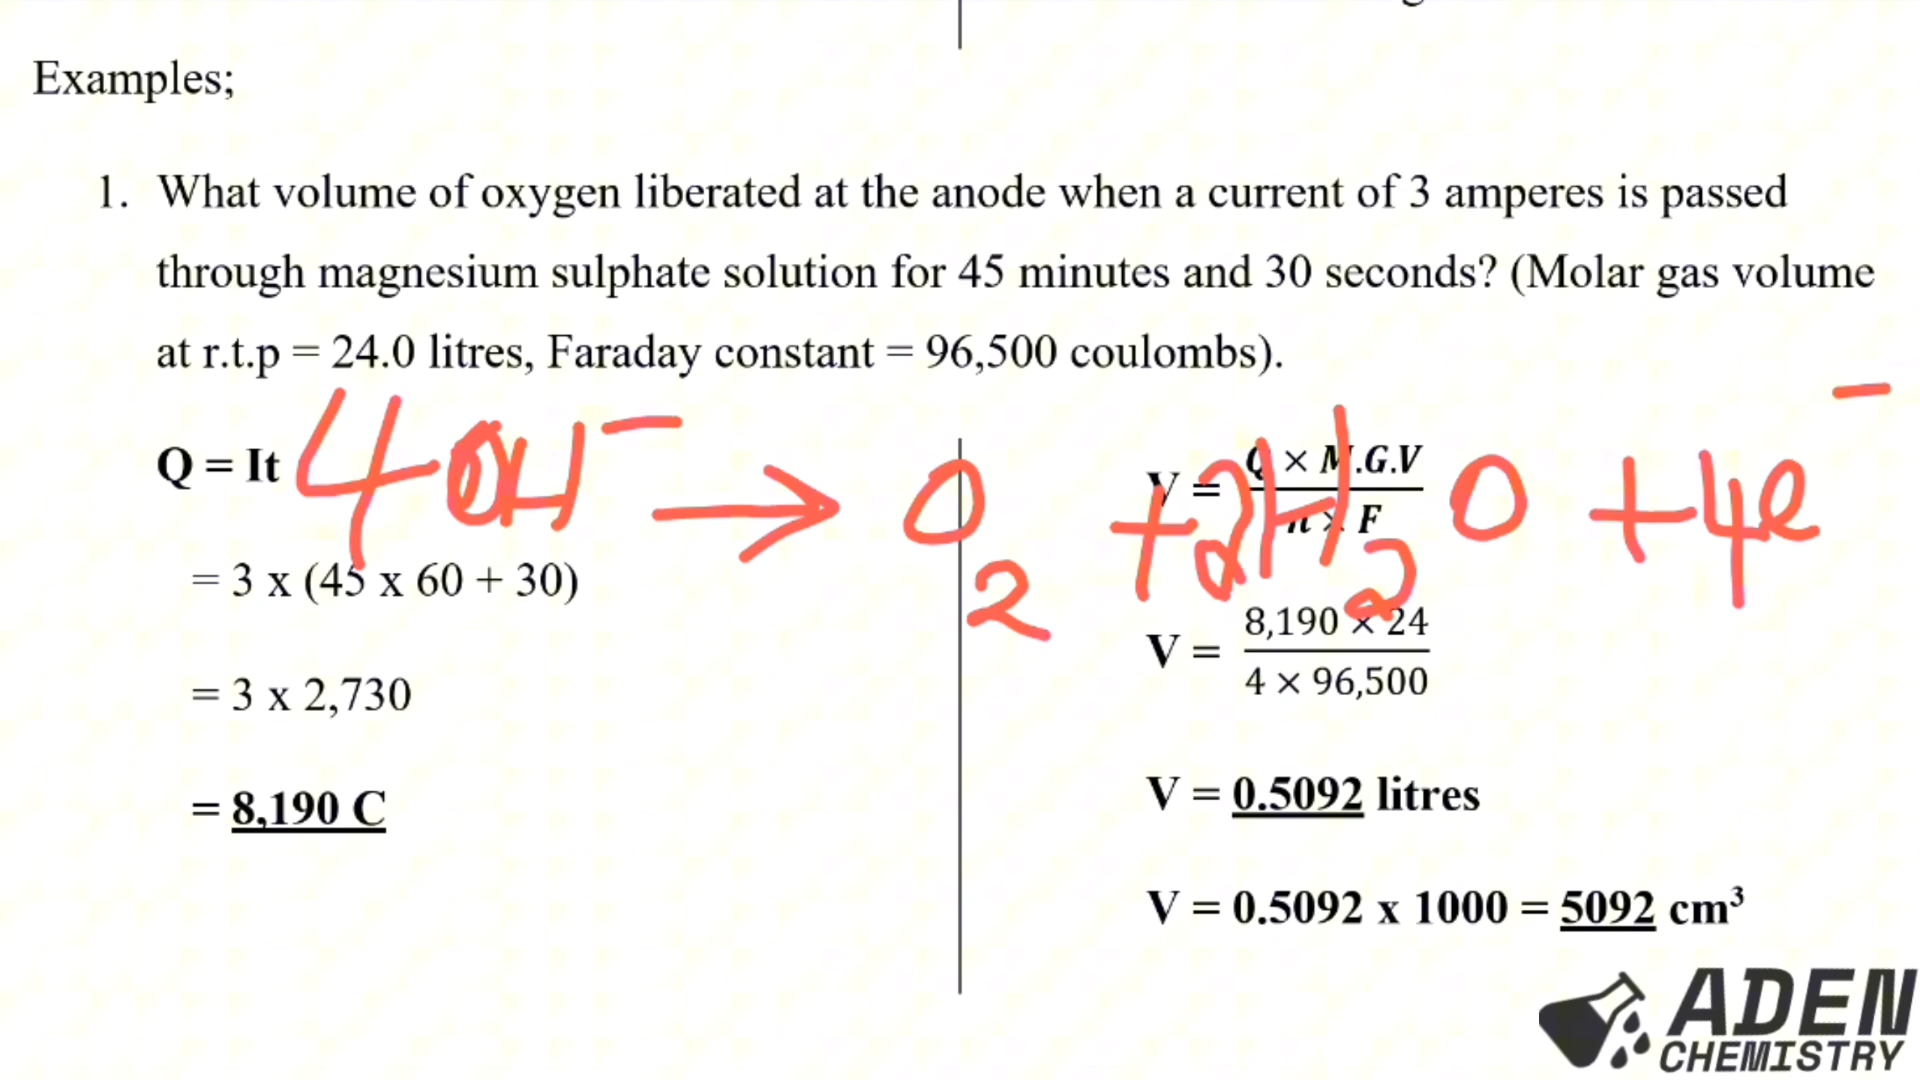 Examples;
1. What volume of oxygen liberated at the anode when a current of 3 amperes is passed
through magnesium sulphate solution for 45 minutes and 30 seconds? (Molar gas volume
at r.t.p = 24.0 litres, Faraday constant = 96,500 coulombs).
4OH⁻ → O₂ + 2H₂O + 4e⁻
Q = It
= 3 x (45 x 60 + 30)
= 3 x 2,730
= 8,190 C
V = Q × M.G.V
n × F
V = 8,190 × 24
4 × 96,500
V = 0.5092 litres
V = 0.5092 x 1000 = 5092 cm³
ADEN
CHEMISTRY